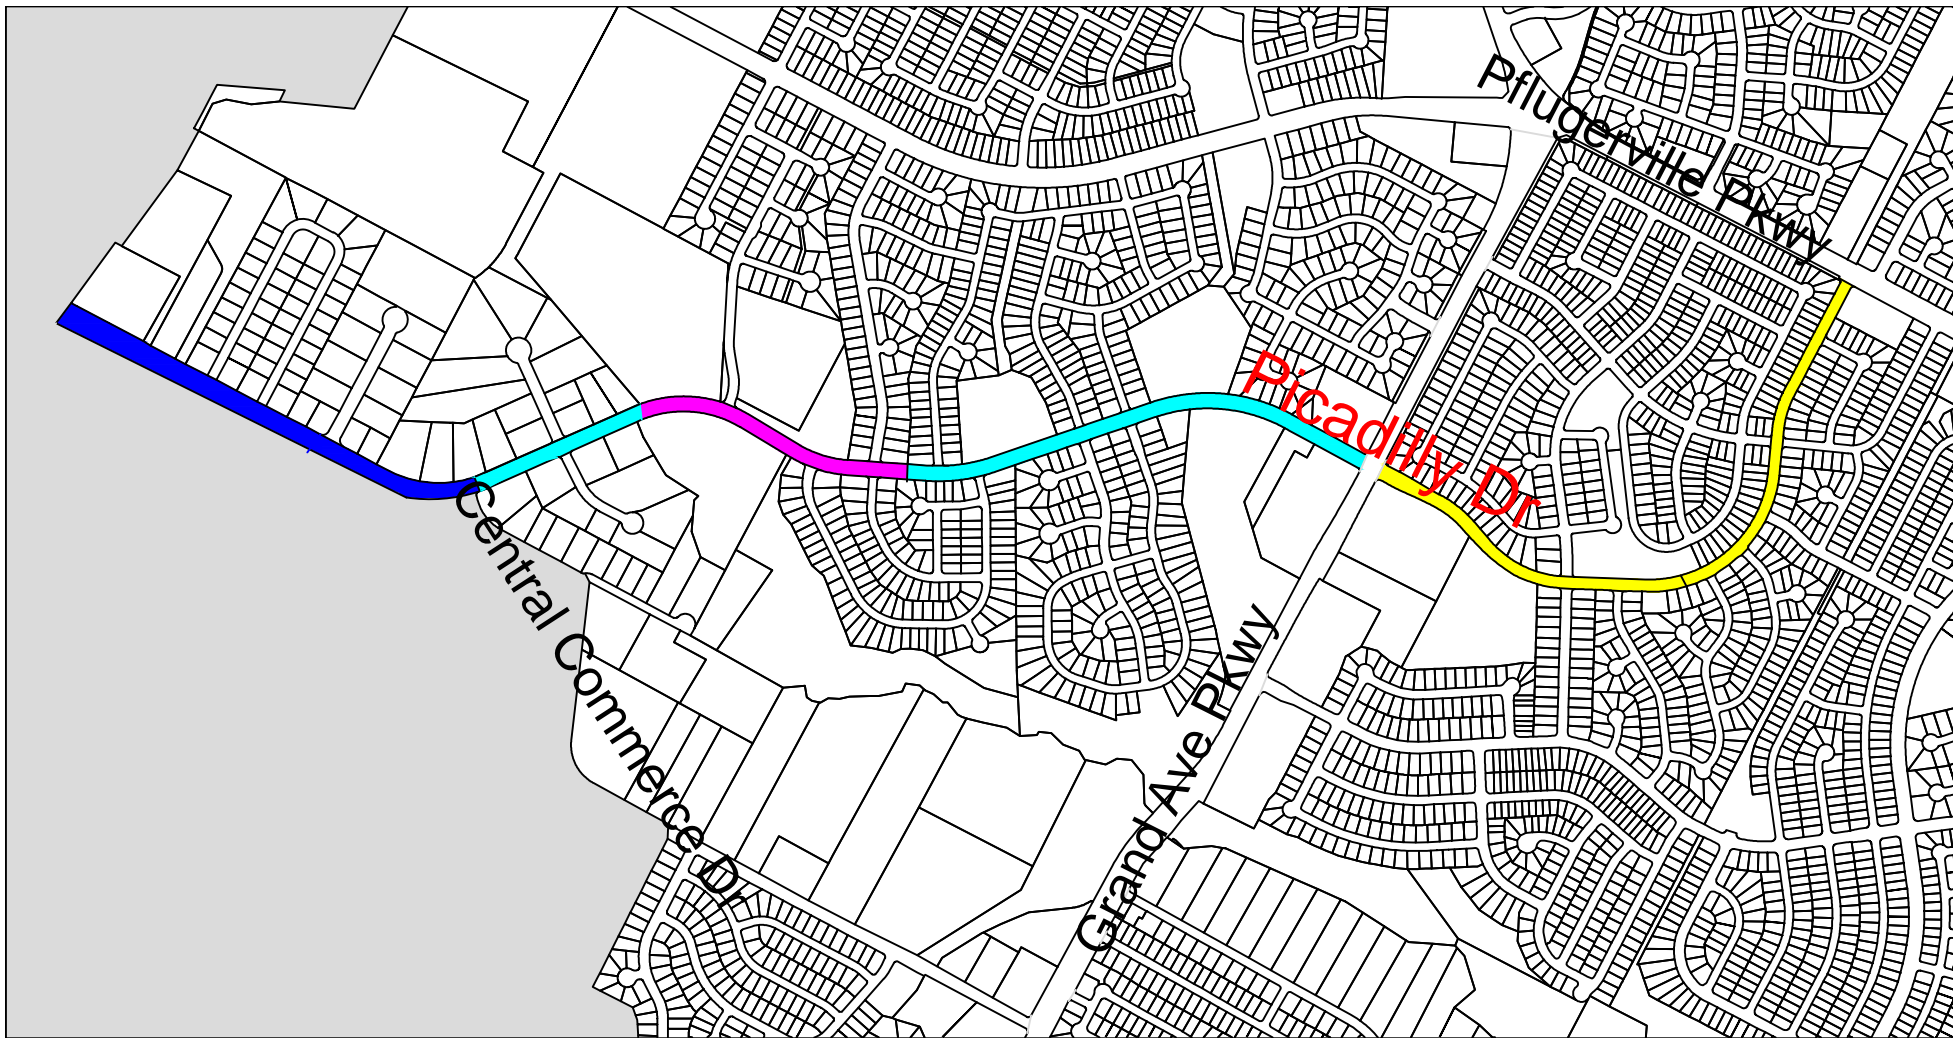 Pflugerville Pkwy
Picadilly Dr
Central Commerce Dr
Grand Ave Pkwy